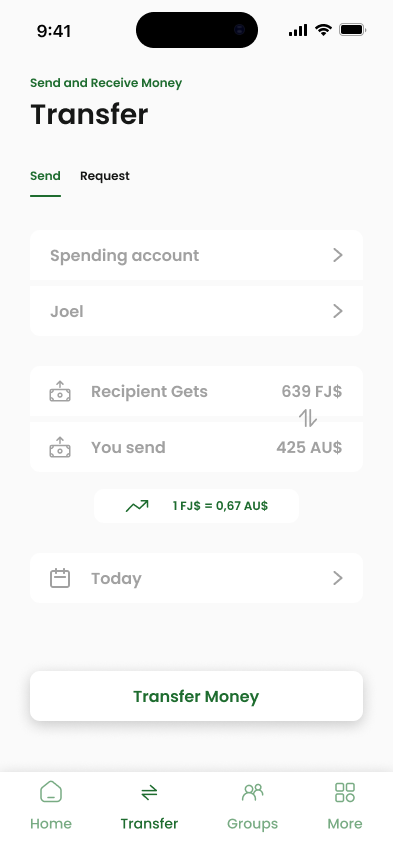 9:41
Send and Receive Money
Transfer
Send Request
Spending account
Joel
Recipient Gets 639 FJ$
You send 425 AU$
1 FJ$ = 0,67 AU$
Today
Transfer Money
Home Transfer Groups More